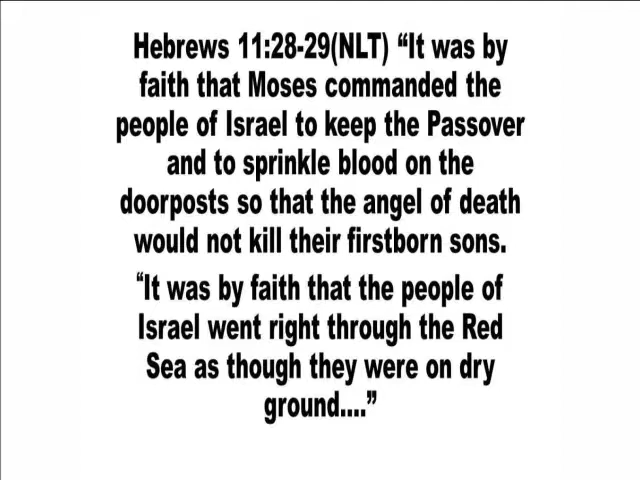 Hebrews 11:28-29(NLT) “It was by
faith that Moses commanded the
people of Israel to keep the Passover
and to sprinkle blood on the
doorposts so that the angel of death
would not kill their firstborn sons.
“It was by faith that the people of
Israel went right through the Red
Sea as though they were on dry
ground....”